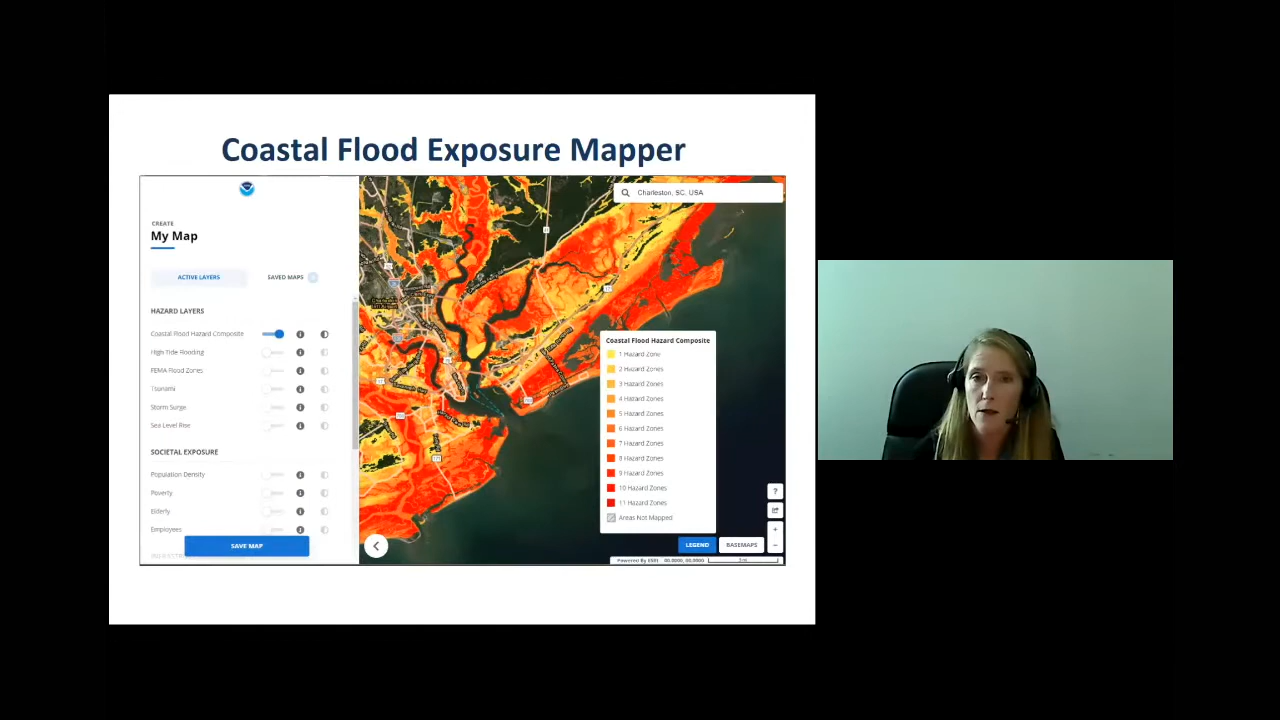 Coastal Flood Exposure Mapper
CREATE
My Map
ACTIVE LAYERS
SAVED MAPS
HAZARD LAYERS
Coastal Flood Hazard Composite
High Tide Flooding
FEMA Flood Zones
Tsunami
Storm Surge
Sea Level Rise
SOCIETAL EXPOSURE
Population Density
Poverty
Elderly
Employees
SAVE MAP
Charleston, SC, USA
Coastal Flood Hazard Composite
1 Hazard Zone
2 Hazard Zones
3 Hazard Zones
4 Hazard Zones
5 Hazard Zones
6 Hazard Zones
7 Hazard Zones
8 Hazard Zones
9 Hazard Zones
10 Hazard Zones
11 Hazard Zones
Areas Not Mapped
?
+
−
LEGEND
BASEMAPS
Powered By ESRI 00.0000, 00.0000